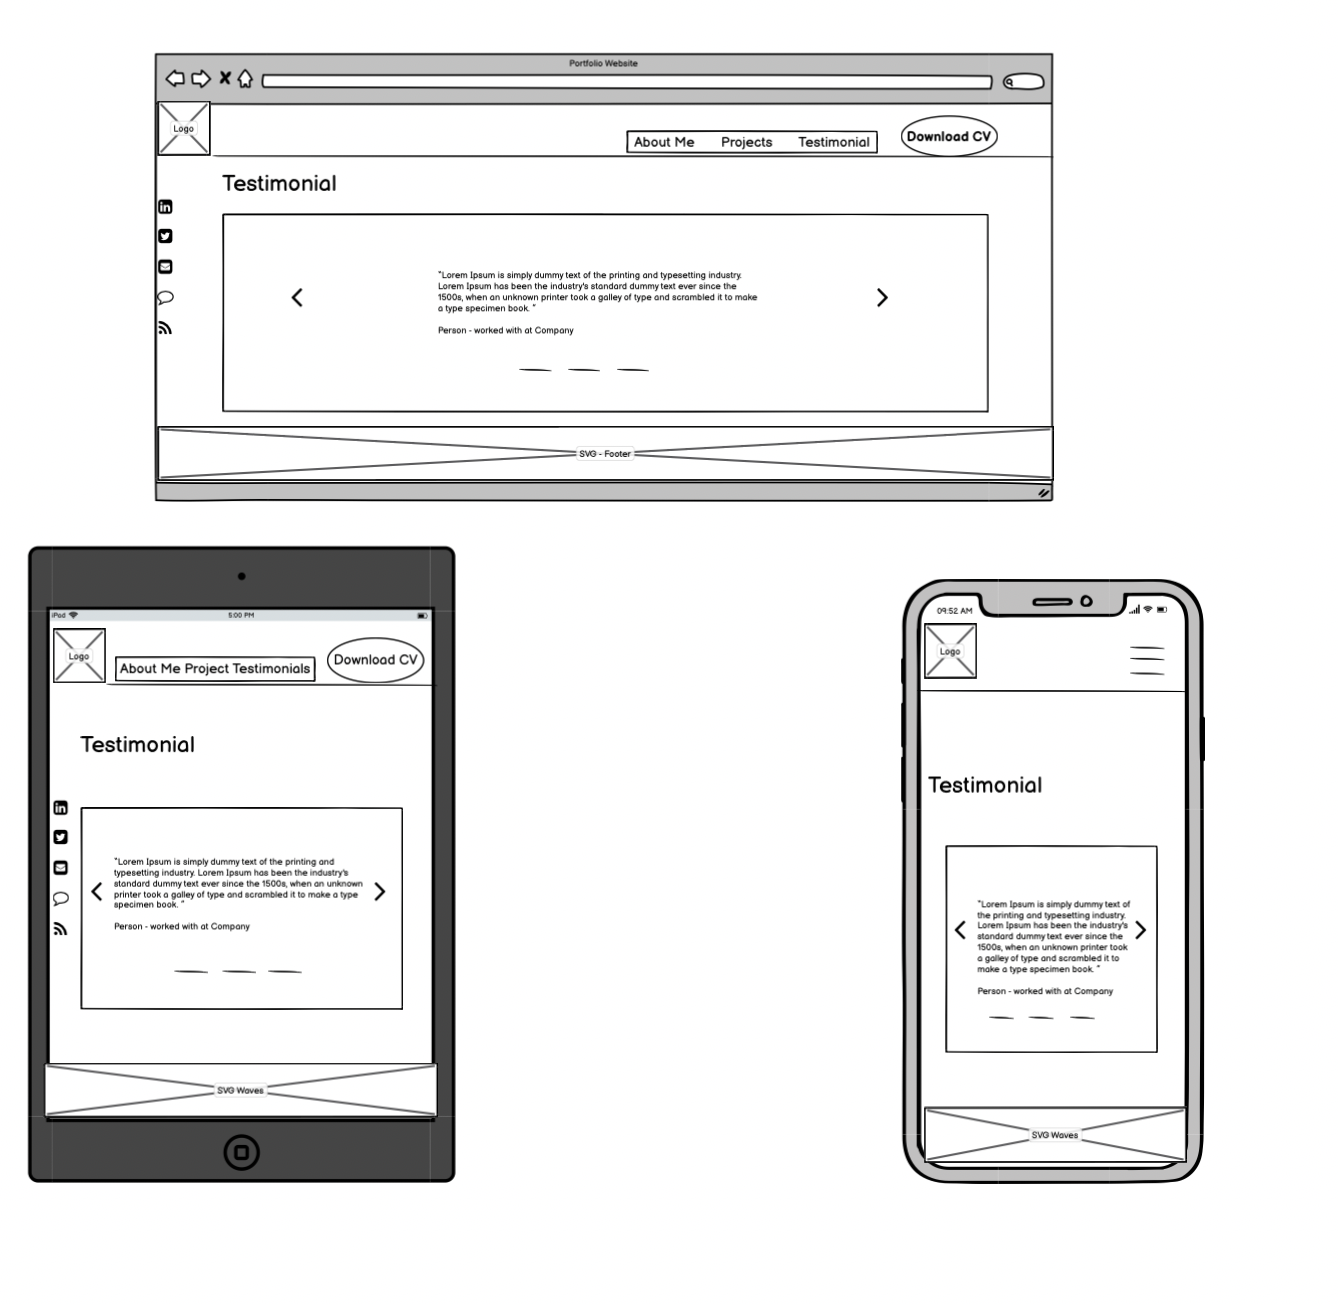 Portfolio Website
Logo
About Me Projects Testimonial
Download CV
Testimonial
"Lorem Ipsum is simply dummy text of the printing and typesetting industry.
Lorem Ipsum has been the industry's standard dummy text ever since the
1500s, when an unknown printer took a galley of type and scrambled it to make
a type specimen book. "
Person - worked with at Company
SVG - Footer
iPad
5:00 PM
Logo
About Me Project Testimonials
Download CV
Testimonial
"Lorem Ipsum is simply dummy text of the printing and
typesetting industry. Lorem Ipsum has been the industry's
standard dummy text ever since the 1500s, when an unknown
printer took a galley of type and scrambled it to make a type
specimen book. "
Person - worked with at Company
SVG Waves
09:52 AM
Logo
Testimonial
"Lorem Ipsum is simply dummy text of
the printing and typesetting industry.
Lorem Ipsum has been the industry's
standard dummy text ever since the
1500s, when an unknown printer took
a galley of type and scrambled it to
make a type specimen book. "
Person - worked with at Company
SVG Waves